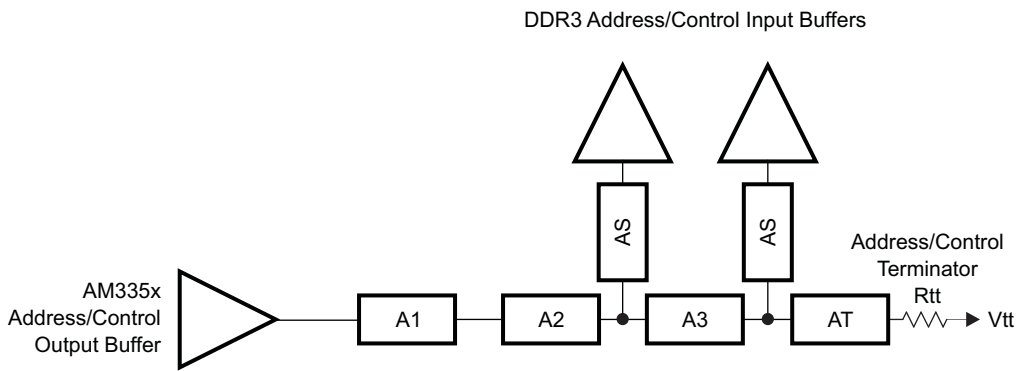 DDR3 Address/Control Input Buffers
AS
AS
Address/Control
Terminator
Rtt
AM335x
Address/Control
Output Buffer
A1
A2
A3
AT
Vtt